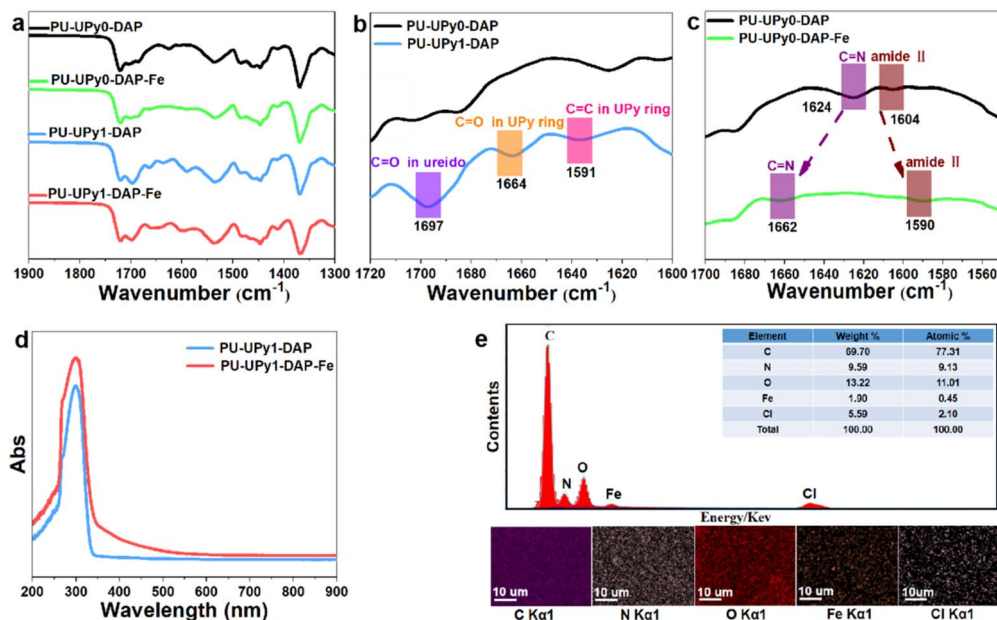 a
PU-UPy0-DAP
PU-UPy0-DAP-Fe
PU-UPy1-DAP
PU-UPy1-DAP-Fe
1900 1800 1700 1600 1500 1400 1300
Wavenumber (cm⁻¹)
b
PU-UPy0-DAP
PU-UPy1-DAP
C=C in UPy ring
C=O in UPy ring
C=O in ureido
1591
1664
1697
1720 1700 1680 1660 1640 1620 1600
Wavenumber (cm⁻¹)
c
PU-UPy0-DAP
PU-UPy0-DAP-Fe
C=N amide II
1624
1604
C=N
amide II
1662
1590
1700 1680 1660 1640 1620 1600 1580 1560
Wavenumber (cm⁻¹)
d
PU-UPy1-DAP
PU-UPy1-DAP-Fe
Abs
200 300 400 500 600 700 800 900
Wavelength (nm)
e
Contents
C
N
O
Fe
Cl
Energy/Kev
Element Weight % Atomic %
C 69.70 77.31
N 9.59 9.13
O 13.22 11.01
Fe 1.90 0.45
Cl 5.59 2.10
Total 100.00 100.00
10 um
10 um
10 um
10 um
10um
C Kα1
N Kα1
O Kα1
Fe Kα1
Cl Kα1